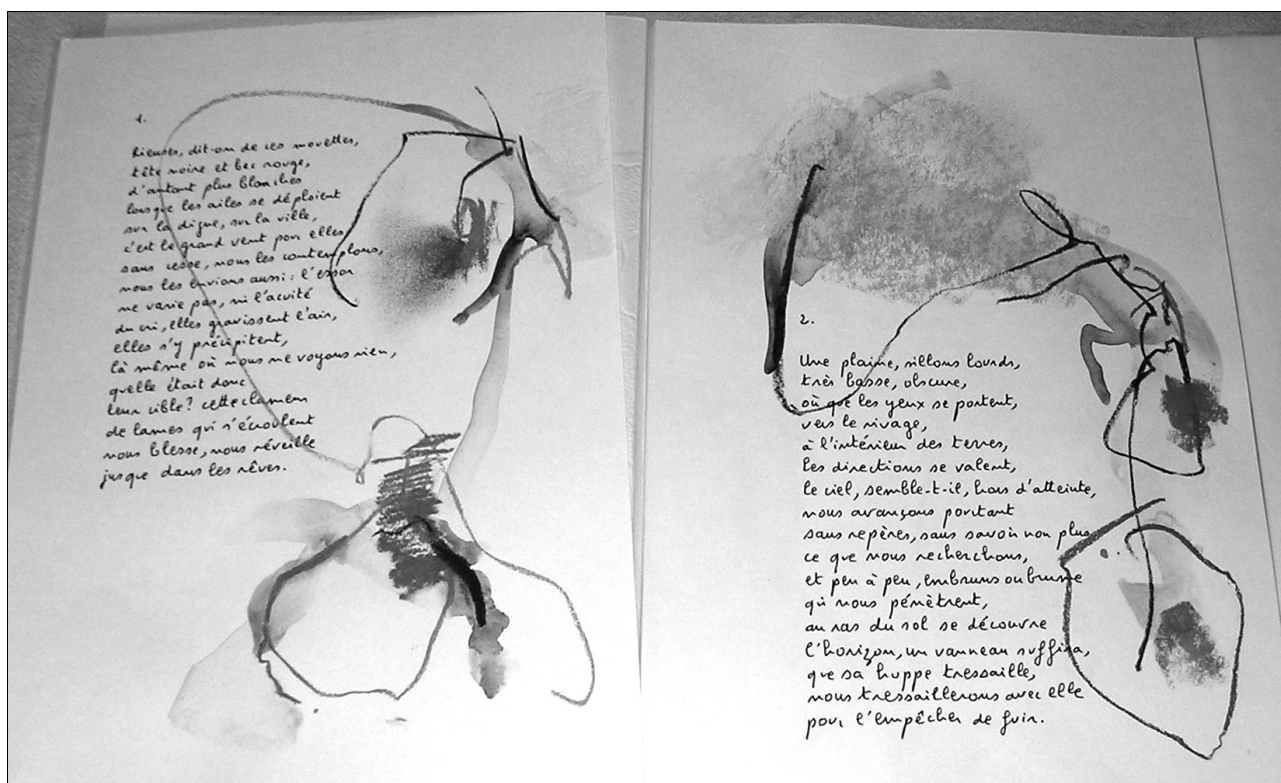 1.
Rieuses, dit-on de ces mouettes,
tête noire et bec rouge,
d'autant plus blanches
lorsque les ailes se déploient
sur la digue, sur la ville,
c'est le grand vent pour elles,
sans cesse, nous les contemplons,
nous les envions aussi : l'essor
ne varie pas, ni l'acuité
du cri, elles gravissent l'air,
elles s'y précipitent,
là même où nous ne voyons rien,
quelle était donc
leur cible ? cette clameur
de lames qui s'écroulent
nous blesse, nous réveille
jusque dans les rêves.
2.
Une plaine, sillons lourds,
très basse, obscure,
où que les yeux se portent,
vers le rivage,
à l'intérieur des terres,
les directions se valent,
le ciel, semble-t-il, hors d'atteinte,
nous avançons pourtant
sans repères, sans savoir non plus
ce que nous recherchons,
et peu à peu, embruns ou brume
qui nous pénètrent,
au ras du sol se découvre
l'horizon, un vanneau suffira,
que sa huppe tressaille,
nous tressaillerons avec elle
pour l'empêcher de fuir.